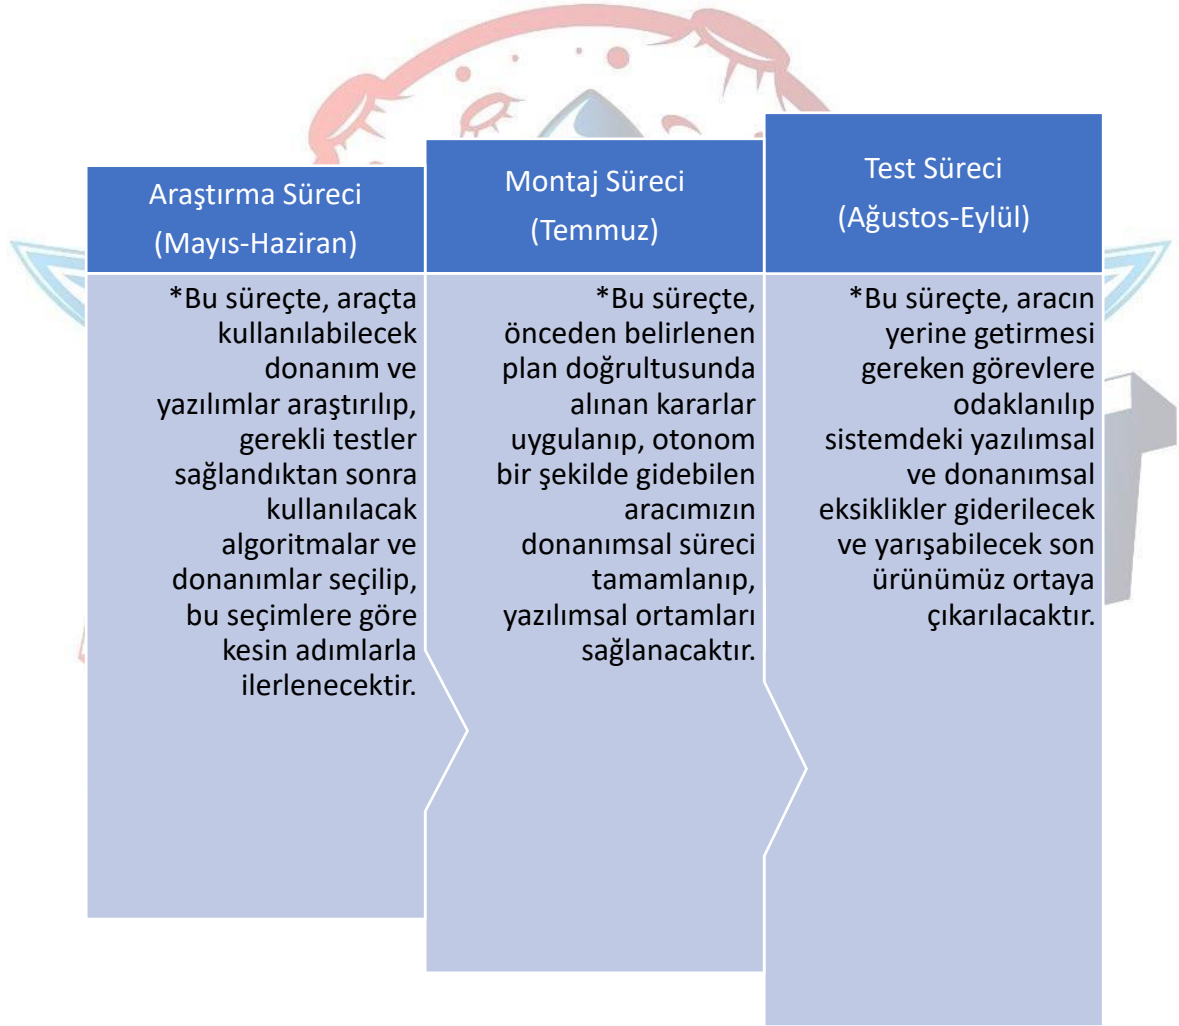 Araştırma Süreci
(Mayıs-Haziran)
*Bu süreçte, araçta
kullanılabilecek
donanım ve
yazılımlar araştırılıp,
gerekli testler
sağlandıktan sonra
kullanılacak
algoritmalar ve
donanımlar seçilip,
bu seçimlere göre
kesin adımlarla
ilerlenecektir.
Montaj Süreci
(Temmuz)
*Bu süreçte,
önceden belirlenen
plan doğrultusunda
alınan kararlar
uygulanıp, otonom
bir şekilde gidebilen
aracımızın
donanımsal süreci
tamamlanıp,
yazılımsal ortamları
sağlanacaktır.
Test Süreci
(Ağustos-Eylül)
*Bu süreçte, aracın
yerine getirmesi
gereken görevlere
odaklanılıp
sistemdeki yazılımsal
ve donanımsal
eksiklikler giderilecek
ve yarışabilecek son
ürünümüz ortaya
çıkarılacaktır.